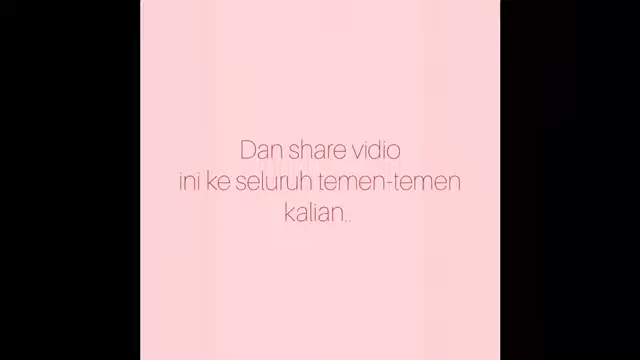 Dan share vidio
ini ke seluruh temen-temen
kalian..